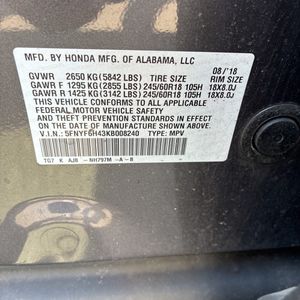 MFD. BY HONDA MFG. OF ALABAMA, LLC
08/'18
GVWR 2650 KG (5842 LBS) TIRE SIZE RIM SIZE
GAWR F 1295 KG (2855 LBS) 245/60R18 105H 18X8.0J
GAWR R 1425 KG (3142 LBS) 245/60R18 105H 18X8.0J
THIS VEHICLE CONFORMS TO ALL APPLICABLE
FEDERAL MOTOR VEHICLE SAFETY AND THEFT
PREVENTION STANDARDS IN EFFECT ON THE
DATE OF MANUFACTURE SHOWN ABOVE.
V.I.N.: 5FNYF6H43KB008240 TYPE: MPV
TG7 K AJ8 - NH797M -A-B